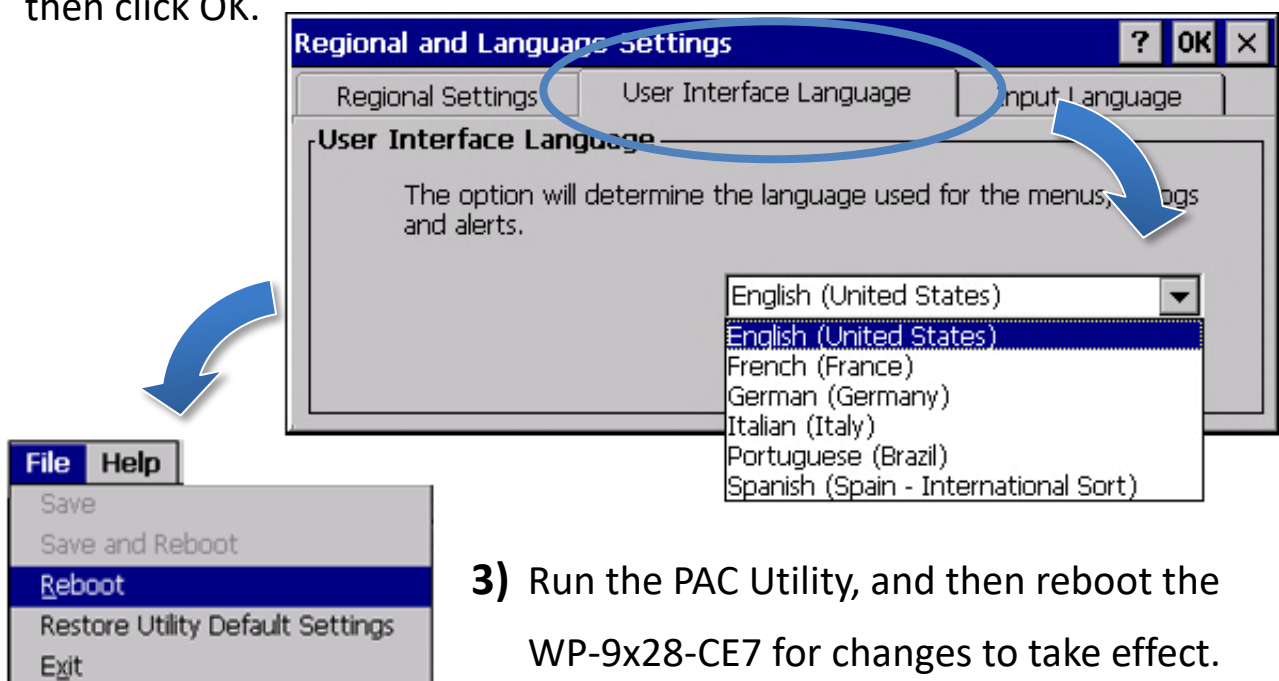 then click OK.
Regional and Language Settings ? OK ×
Regional Settings User Interface Language Input Language
User Interface Language
The option will determine the language used for the menus,
and alerts.
English (United States)
English (United States)
French (France)
German (Germany)
Italian (Italy)
Portuguese (Brazil)
Spanish (Spain - International Sort)
File Help
Save
Save and Reboot
Reboot
Restore Utility Default Settings
Exit
3) Run the PAC Utility, and then reboot the
WP-9x28-CE7 for changes to take effect.